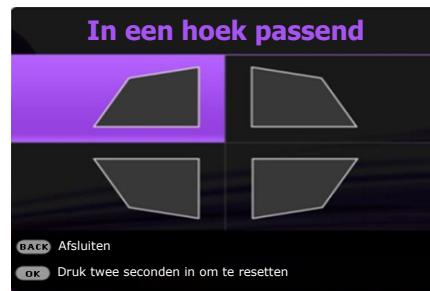 In een hoek passend
BACK Afsluiten
OK Druk twee seconden in om te resetten